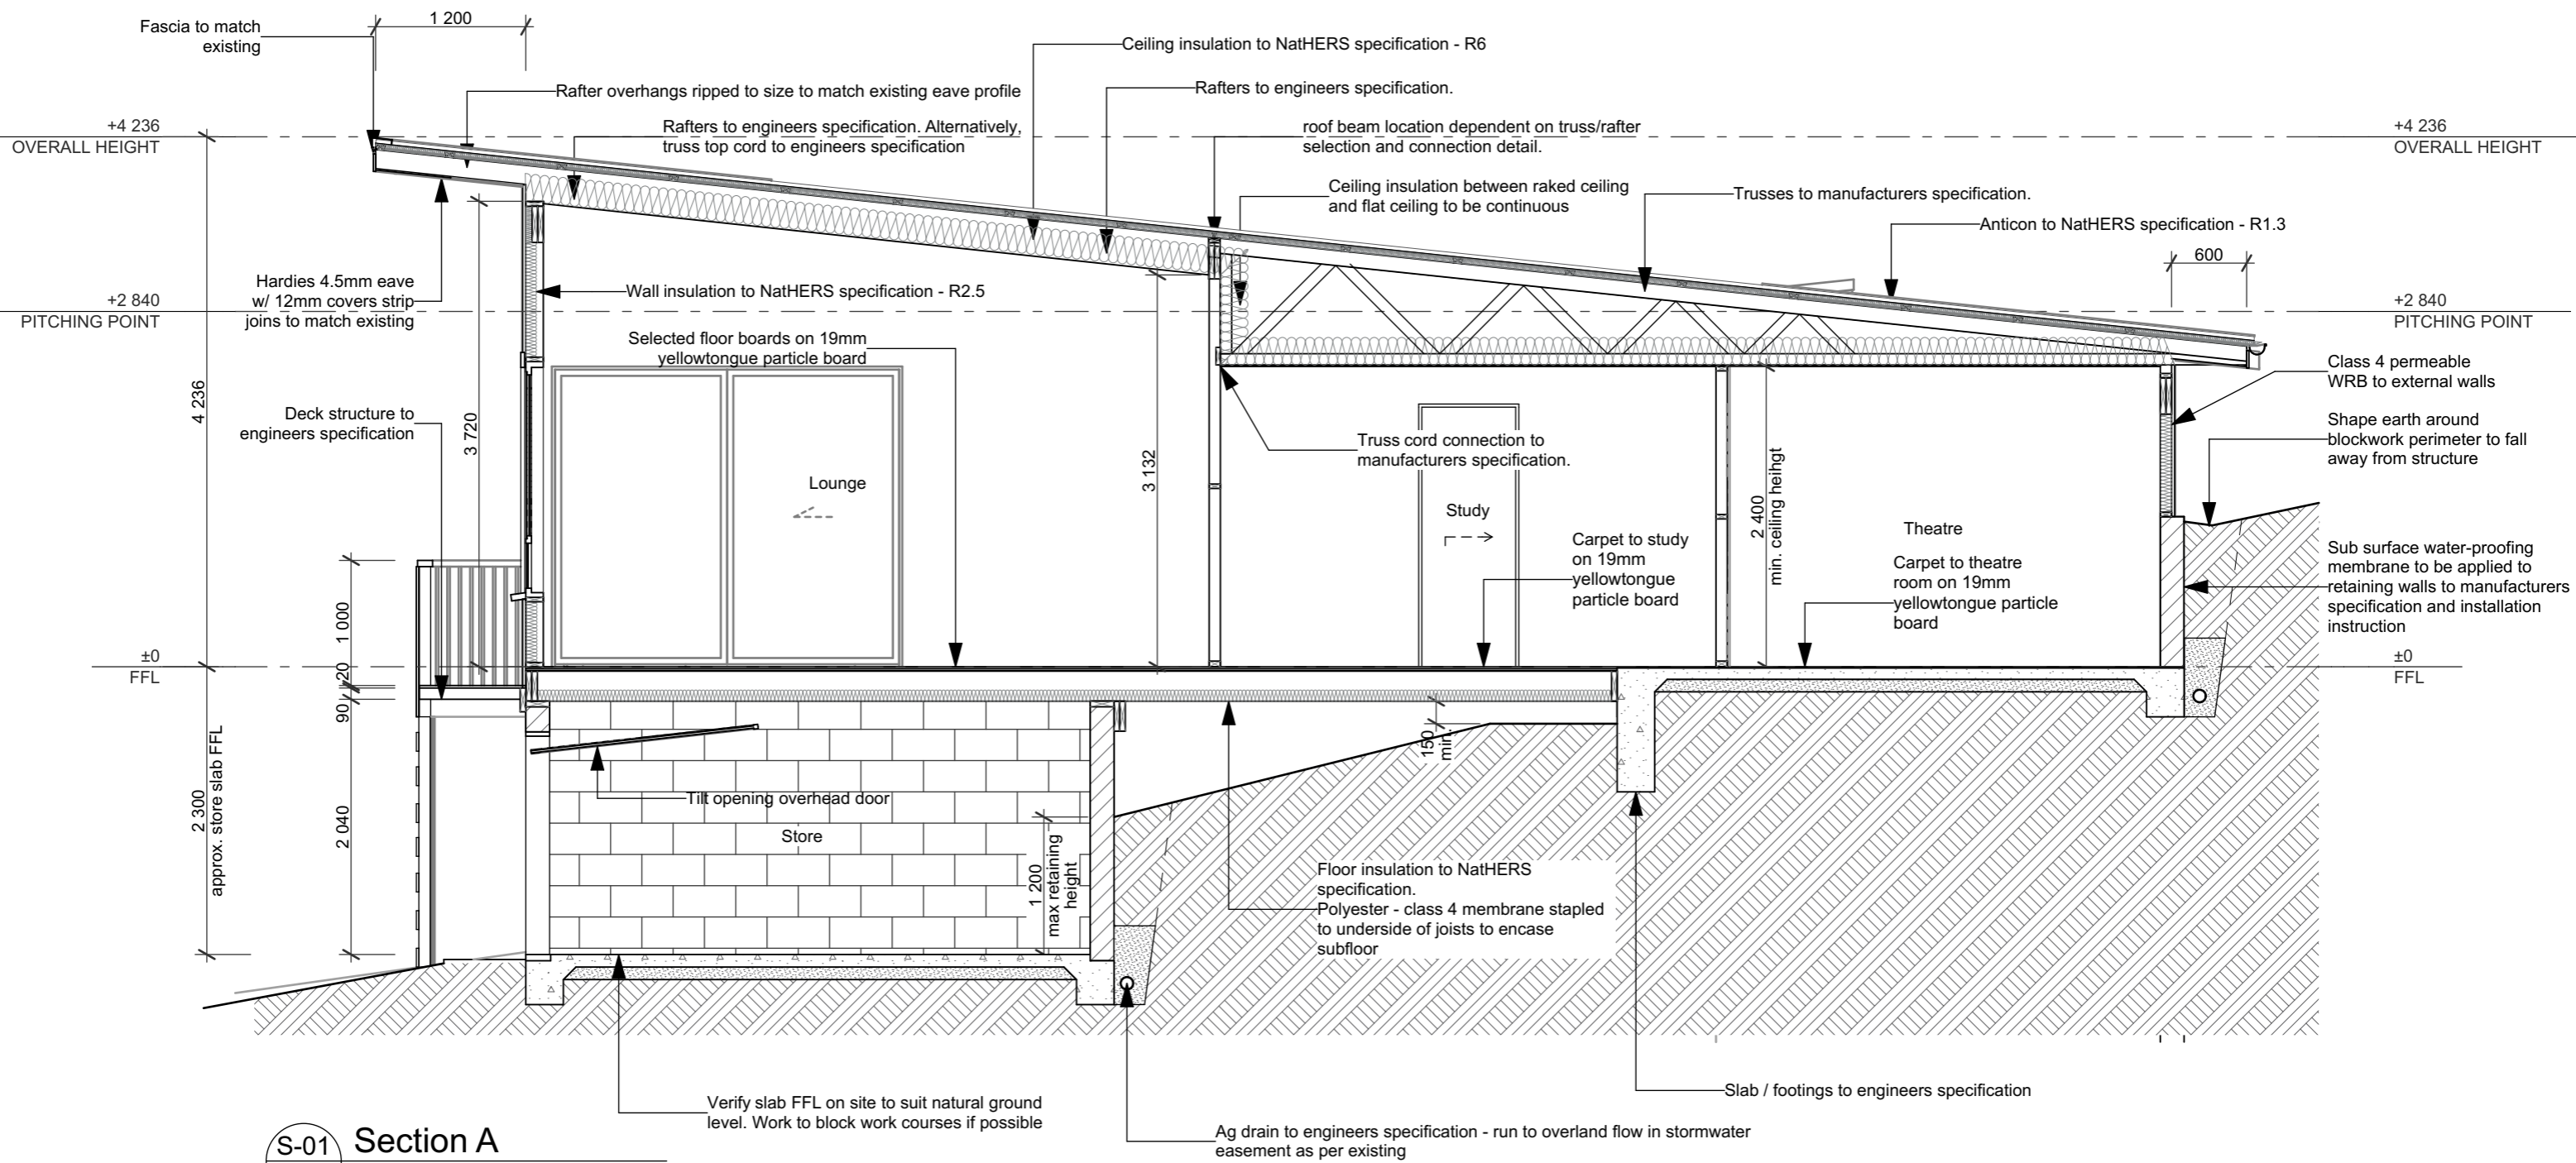 1 200
Fascia to match
existing
Ceiling insulation to NatHERS specification - R6
Rafter overhangs ripped to size to match existing eave profile
Rafters to engineers specification.
+4 236
OVERALL HEIGHT
Rafters to engineers specification. Alternatively,
truss top cord to engineers specification
roof beam location dependent on truss/rafter
selection and connection detail.
+4 236
OVERALL HEIGHT
Ceiling insulation between raked ceiling
and flat ceiling to be continuous
Trusses to manufacturers specification.
Anticon to NatHERS specification - R1.3
600
Hardies 4.5mm eave
w/ 12mm covers strip
joins to match existing
Wall insulation to NatHERS specification - R2.5
+2 840
PITCHING POINT
+2 840
PITCHING POINT
Selected floor boards on 19mm
yellowtongue particle board
Class 4 permeable
WRB to external walls
4 236
3 720
Deck structure to
engineers specification
Shape earth around
blockwork perimeter to fall
away from structure
Truss cord connection to
manufacturers specification.
3 132
Lounge
Study
2 400
min. ceiling heihgt
Theatre
Carpet to study
on 19mm
yellowtongue
particle board
Carpet to theatre
room on 19mm
yellowtongue particle
board
Sub surface water-proofing
membrane to be applied to
retaining walls to manufacturers
specification and installation
instruction
1 000
±0
FFL
±0
FFL
20
90
150
min.
2 300
approx. store slab FFL
2 040
Tilt opening overhead door
Store
1 200
max retaining
height
Floor insulation to NatHERS
specification.
Polyester - class 4 membrane stapled
to underside of joists to encase
subfloor
Slab / footings to engineers specification
Verify slab FFL on site to suit natural ground
level. Work to block work courses if possible
Ag drain to engineers specification - run to overland flow in stormwater
easement as per existing
S-01 Section A